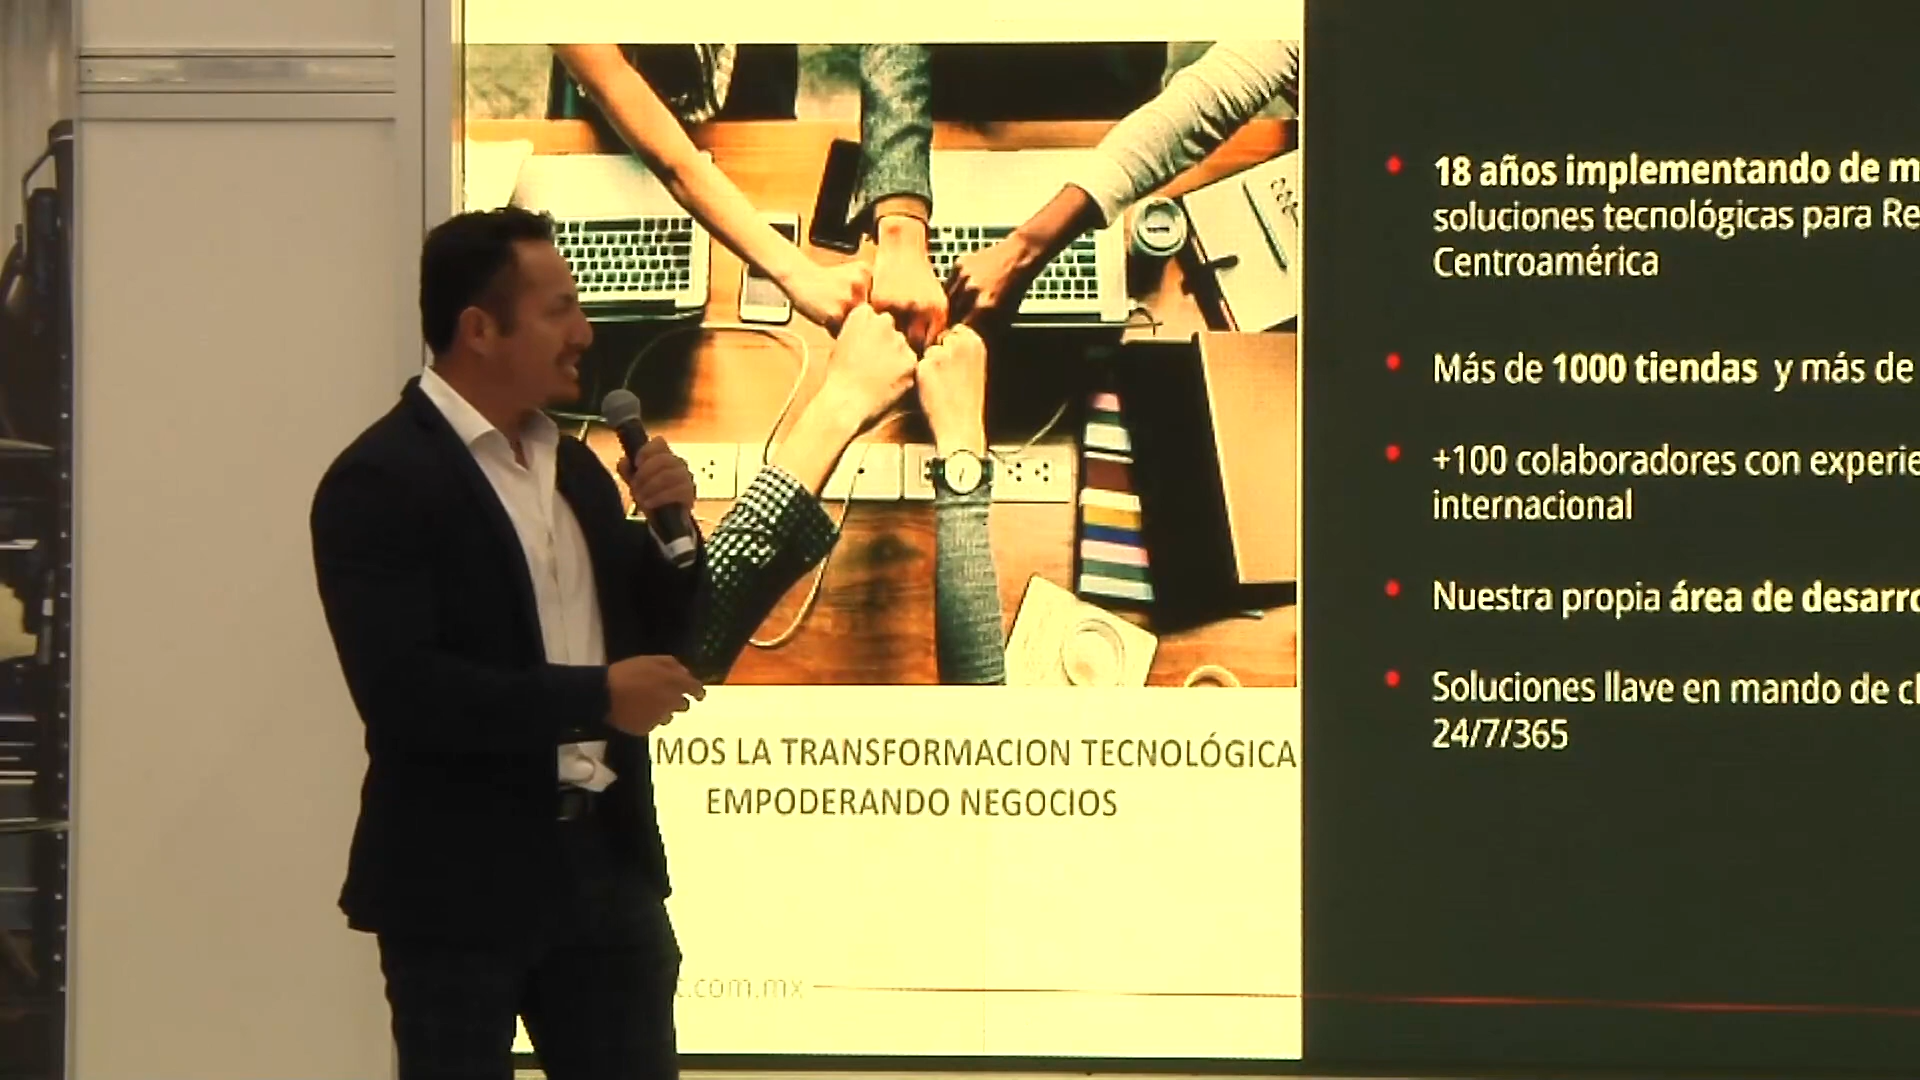 MOS LA TRANSFORMACION TECNOLÓGICA
EMPODERANDO NEGOCIOS
.com.mx
18 años implementando de m
soluciones tecnológicas para Re
Centroamérica
Más de 1000 tiendas y más de
+100 colaboradores con experie
internacional
Nuestra propia área de desarro
Soluciones llave en mando de cl
24/7/365